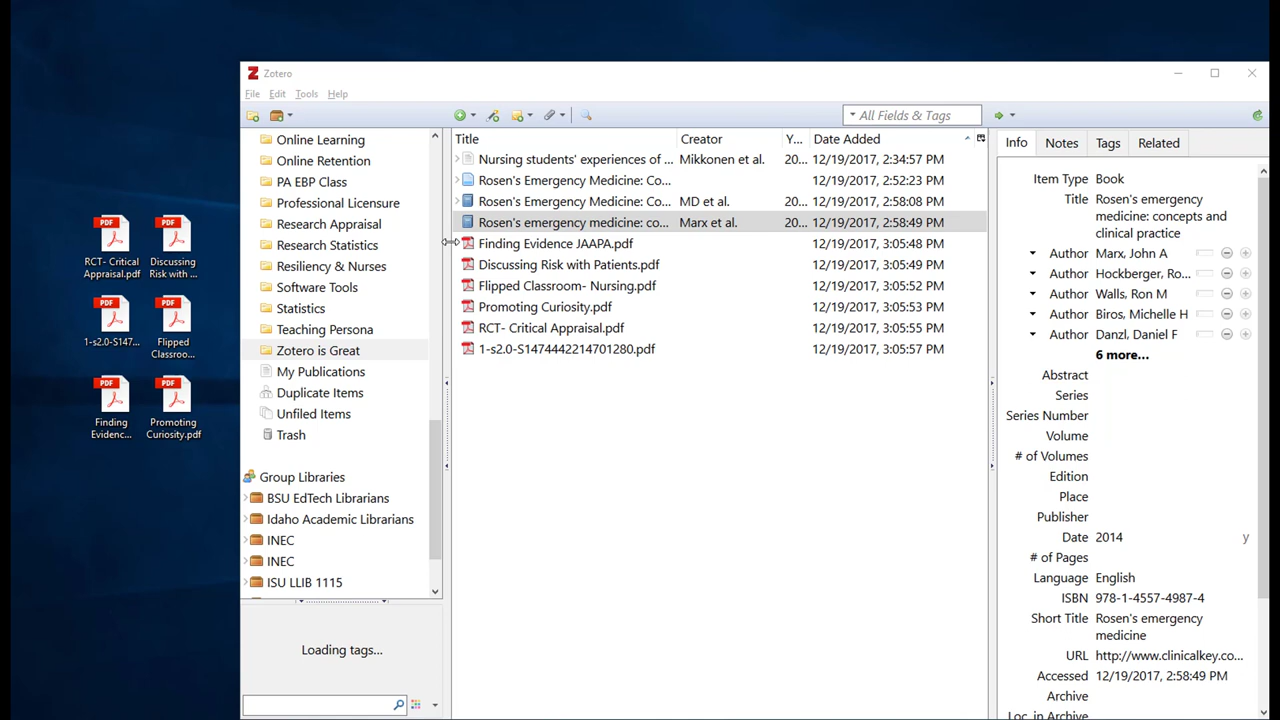 Zotero
File Edit Tools Help
All Fields & Tags
Online Learning
Online Retention
PA EBP Class
Professional Licensure
Research Appraisal
Research Statistics
Resiliency & Nurses
Software Tools
Statistics
Teaching Persona
Zotero is Great
My Publications
Duplicate Items
Unfiled Items
Trash
Group Libraries
BSU EdTech Librarians
Idaho Academic Librarians
INEC
INEC
ISU LLIB 1115
Loading tags...
Title Creator Y... Date Added
Nursing students' experiences of ... Mikkonen et al. 20... 12/19/2017, 2:34:57 PM
Rosen's Emergency Medicine: Co... 12/19/2017, 2:52:23 PM
Rosen's Emergency Medicine: Co... MD et al. 20... 12/19/2017, 2:58:08 PM
Rosen's emergency medicine: co... Marx et al. 20... 12/19/2017, 2:58:49 PM
Finding Evidence JAAPA.pdf 12/19/2017, 3:05:48 PM
Discussing Risk with Patients.pdf 12/19/2017, 3:05:49 PM
Flipped Classroom- Nursing.pdf 12/19/2017, 3:05:52 PM
Promoting Curiosity.pdf 12/19/2017, 3:05:53 PM
RCT- Critical Appraisal.pdf 12/19/2017, 3:05:55 PM
1-s2.0-S1474442214701280.pdf 12/19/2017, 3:05:57 PM
Info Notes Tags Related
Item Type Book
Title Rosen's emergency
medicine: concepts and
clinical practice
Author Marx, John A
Author Hockberger, Ro...
Author Walls, Ron M
Author Biros, Michelle H
Author Danzl, Daniel F
6 more...
Abstract
Series
Series Number
Volume
# of Volumes
Edition
Place
Publisher
Date 2014 y
# of Pages
Language English
ISBN 978-1-4557-4987-4
Short Title Rosen's emergency
medicine
URL http://www.clinicalkey.co...
Accessed 12/19/2017, 2:58:49 PM
Archive
Loc. in Archive
PDF
RCT- Critical
Appraisal.pdf
PDF
Discussing
Risk with ...
PDF
1-s2.0-S147...
PDF
Flipped
Classroo...
PDF
Finding
Evidenc...
PDF
Promoting
Curiosity.pdf